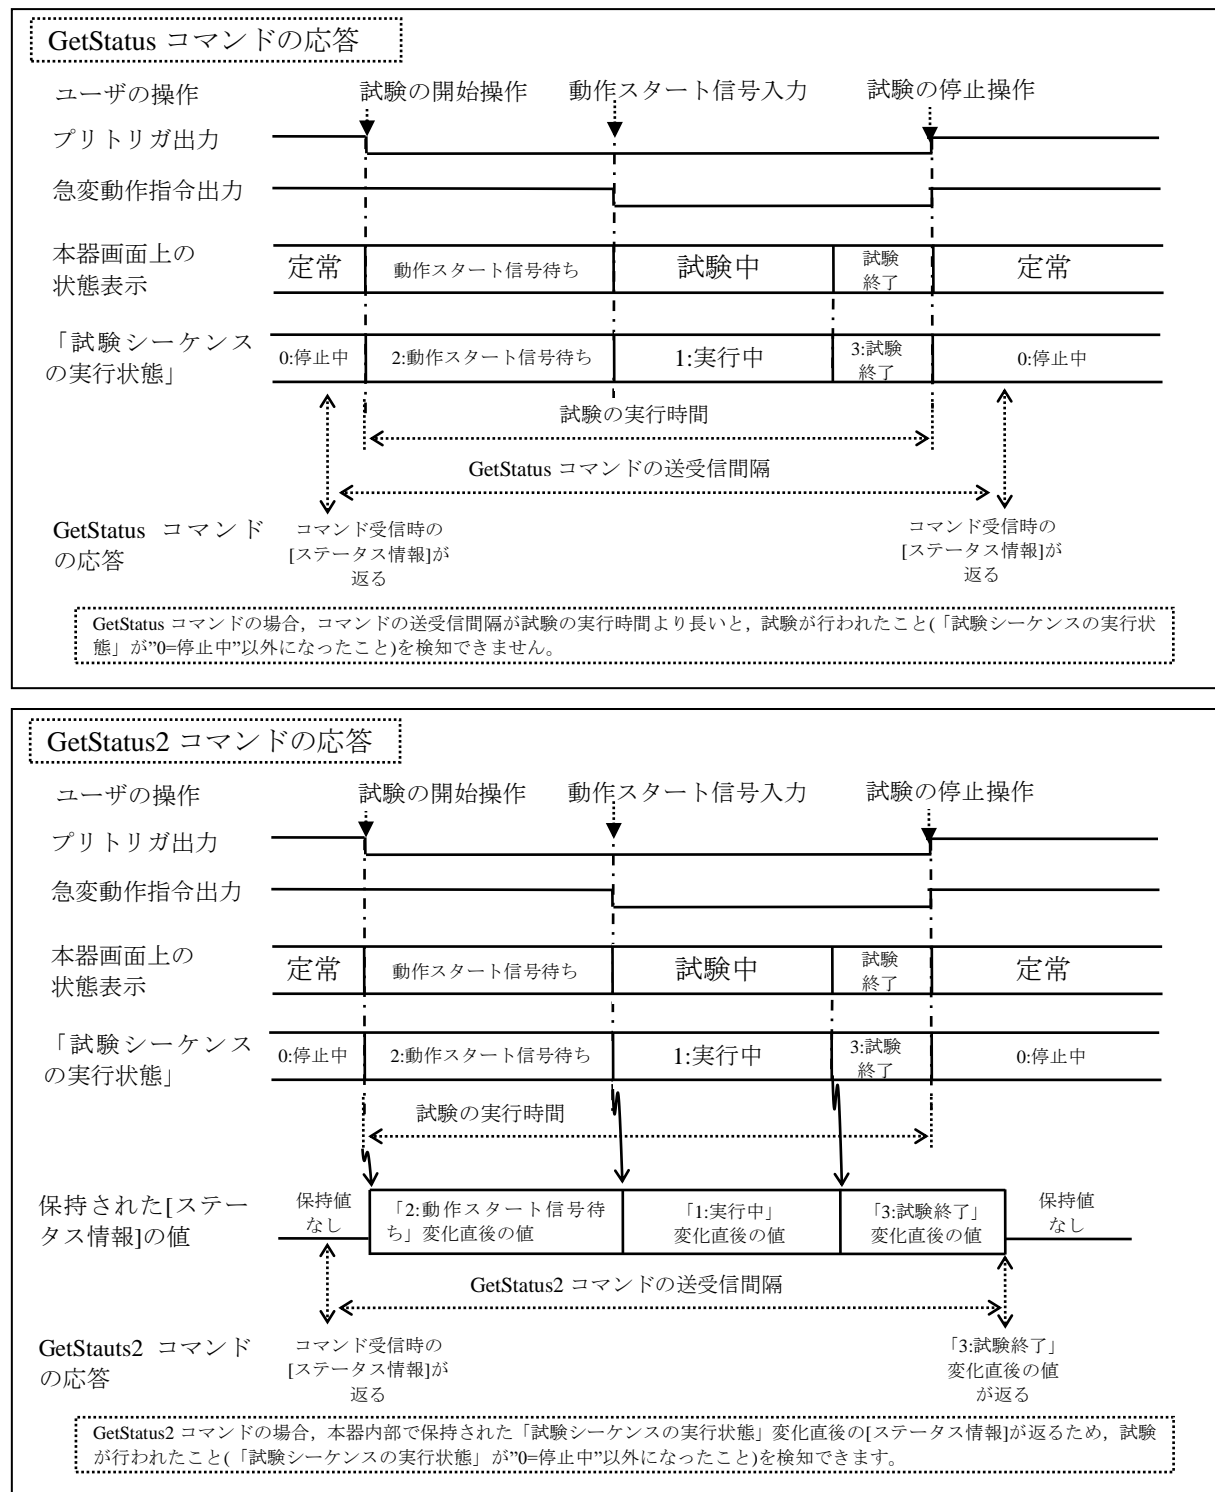 GetStatus コマンドの応答
ユーザの操作
試験の開始操作
動作スタート信号入力
試験の停止操作
プリトリガ出力
急変動作指令出力
本器画面上の
状態表示
定常
動作スタート信号待ち
試験中
試験
終了
定常
「試験シーケンス
の実行状態」
0:停止中
2:動作スタート信号待ち
1:実行中
3:試験
終了
0:停止中
試験の実行時間
GetStatus コマンドの送受信間隔
GetStatus コマンド
の応答
コマンド受信時の
[ステータス情報]が
返る
コマンド受信時の
[ステータス情報]が
返る
GetStatus コマンドの場合，コマンドの送受信間隔が試験の実行時間より長いと，試験が行われたこと(「試験シーケンスの実行状
態」が”0=停止中”以外になったこと)を検知できません。
GetStatus2 コマンドの応答
ユーザの操作
試験の開始操作
動作スタート信号入力
試験の停止操作
プリトリガ出力
急変動作指令出力
本器画面上の
状態表示
定常
動作スタート信号待ち
試験中
試験
終了
定常
「試験シーケンス
の実行状態」
0:停止中
2:動作スタート信号待ち
1:実行中
3:試験
終了
0:停止中
試験の実行時間
保持された[ステー
タス情報]の値
保持値
なし
「2:動作スタート信号待
ち」変化直後の値
「1:実行中」
変化直後の値
「3:試験終了」
変化直後の値
保持値
なし
GetStatus2 コマンドの送受信間隔
GetStauts2 コマンド
の応答
コマンド受信時の
[ステータス情報]が
返る
「3:試験終了」
変化直後の値
が返る
GetStatus2 コマンドの場合，本器内部で保持された「試験シーケンスの実行状態」変化直後の[ステータス情報]が返るため，試験
が行われたこと(「試験シーケンスの実行状態」が”0=停止中”以外になったこと)を検知できます。